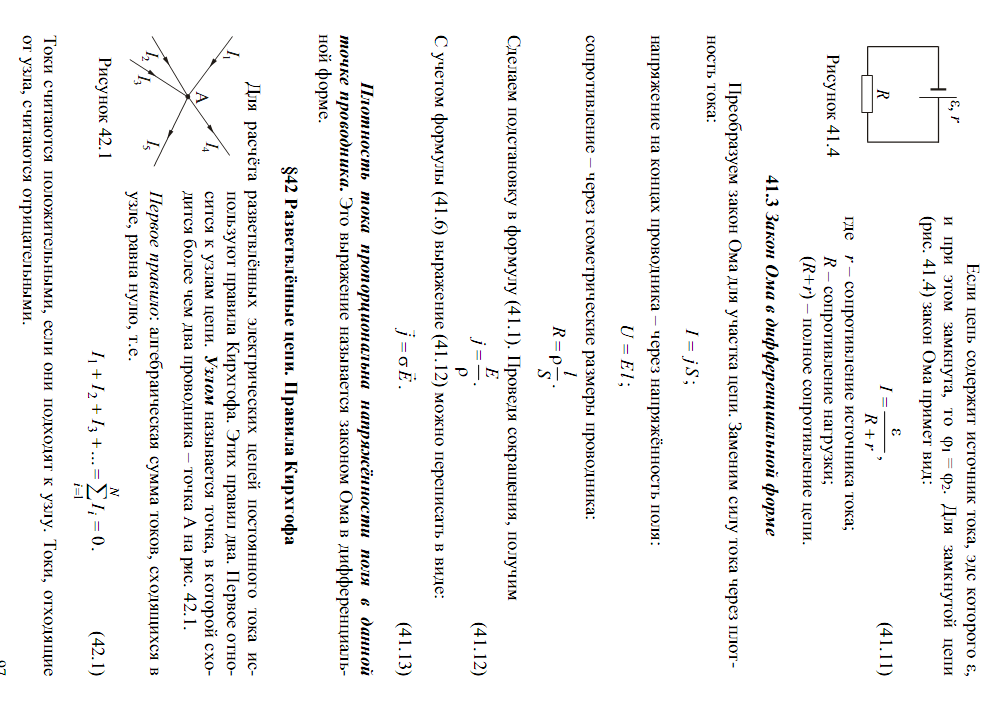 Если цепь содержит источник тока, эдс которого ε,
и при этом замкнута, то φ₁ = φ₂. Для замкнутой цепи
(рис. 41.4) закон Ома примет вид:
ε, r
R
Рисунок 41.4
I = ε / (R + r), (41.11)
где r – сопротивление источника тока;
R – сопротивление нагрузки;
(R+r) – полное сопротивление цепи.
41.3 Закон Ома в дифференциальной форме
Преобразуем закон Ома для участка цепи. Заменим силу тока через плот-
ность тока:
I = j S ;
напряжение на концах проводника – через напряжённость поля:
U = E l ;
сопротивление – через геометрические размеры проводника:
R = ρ l / S .
Сделаем подстановку в формулу (41.1). Проведя сокращения, получим
j = E / ρ . (41.12)
С учетом формулы (41.6) выражение (41.12) можно переписать в виде:
j⃗ = σ E⃗ . (41.13)
Плотность тока пропорциональна напряжённости поля в данной
точке проводника. Это выражение называется законом Ома в дифференциаль-
ной форме.
§42 Разветвлённые цепи. Правила Кирхгофа
Для расчёта разветвлённых электрических цепей постоянного тока ис-
пользуют правила Кирхгофа. Этих правил два. Первое отно-
сится к узлам цепи. Узлом называется точка, в которой схо-
дится более чем два проводника – точка А на рис. 42.1.
Первое правило: алгебраическая сумма токов, сходящихся в
узле, равна нулю, т.е.
I₁
I₂
I₃
A
I₄
I₅
Рисунок 42.1
I₁ + I₂ + I₃ + ... = ∑ᵢ₌₁ᴺ Iᵢ = 0 . (42.1)
Токи считаются положительными, если они подходят к узлу. Токи, отходящие
от узла, считаются отрицательными.